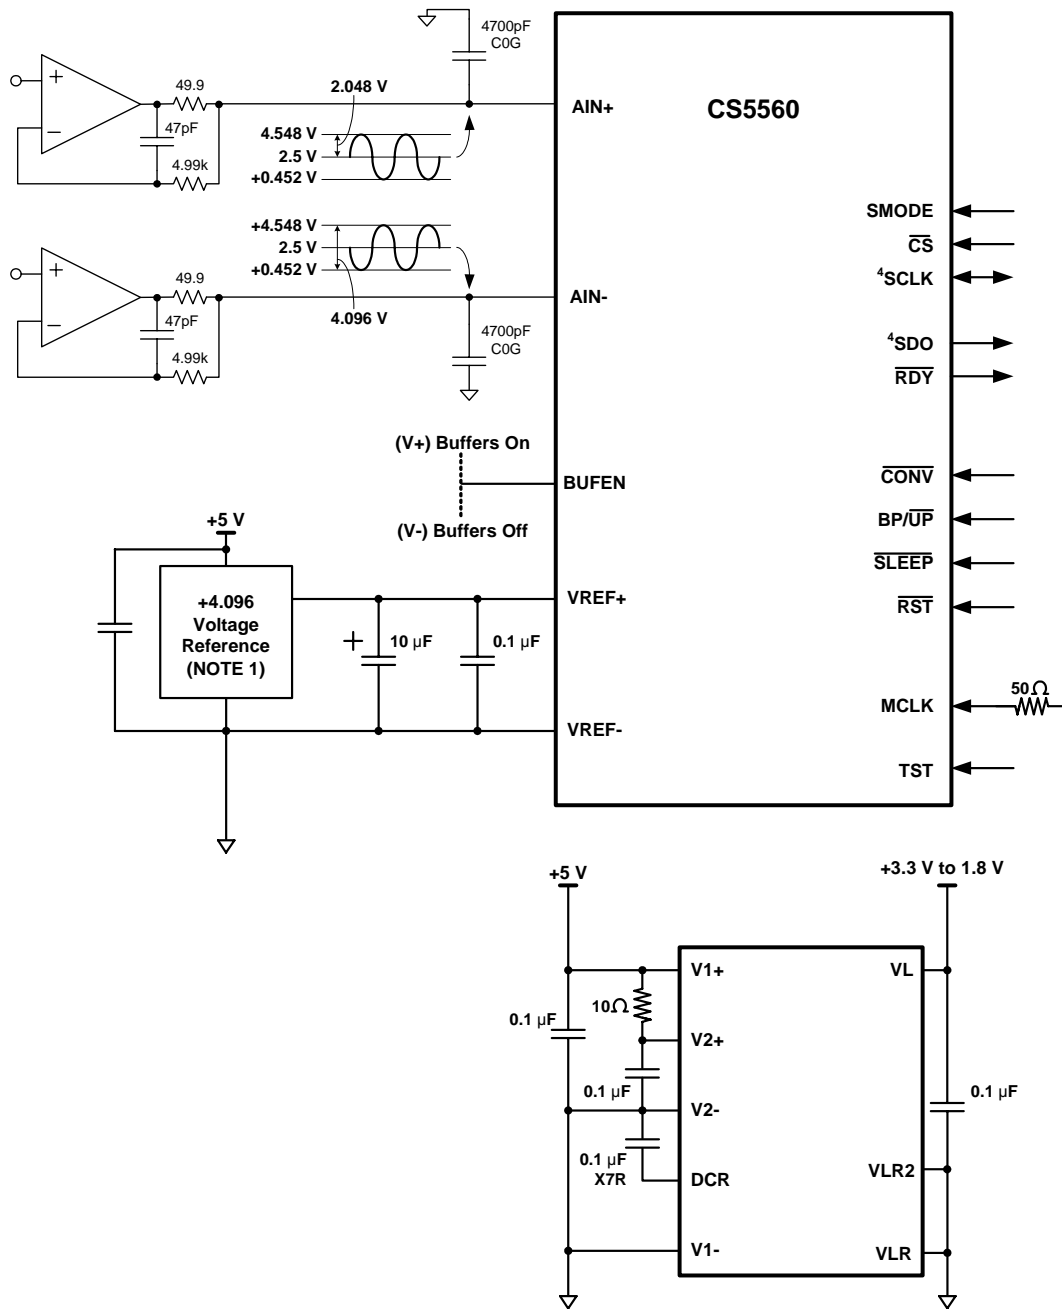 4700pF
C0G
49.9
47pF
4.99k
+
−
2.048 V
4.548 V
2.5 V
+0.452 V
AIN+
CS5560
+4.548 V
2.5 V
+0.452 V
4.096 V
+
−
49.9
47pF
4.99k
AIN-
4700pF
C0G
SMODE
CS
4SCLK
4SDO
RDY
(V+) Buffers On
BUFEN
(V-) Buffers Off
CONV
BP/UP
SLEEP
RST
+5 V
+4.096
Voltage
Reference
(NOTE 1)
VREF+
+
10 µF
0.1 µF
VREF-
50Ω
MCLK
TST
+5 V
+3.3 V to 1.8 V
V1+
VL
10Ω
0.1 µF
V2+
0.1 µF
0.1 µF
V2-
0.1 µF
X7R
DCR
VLR2
V1-
VLR